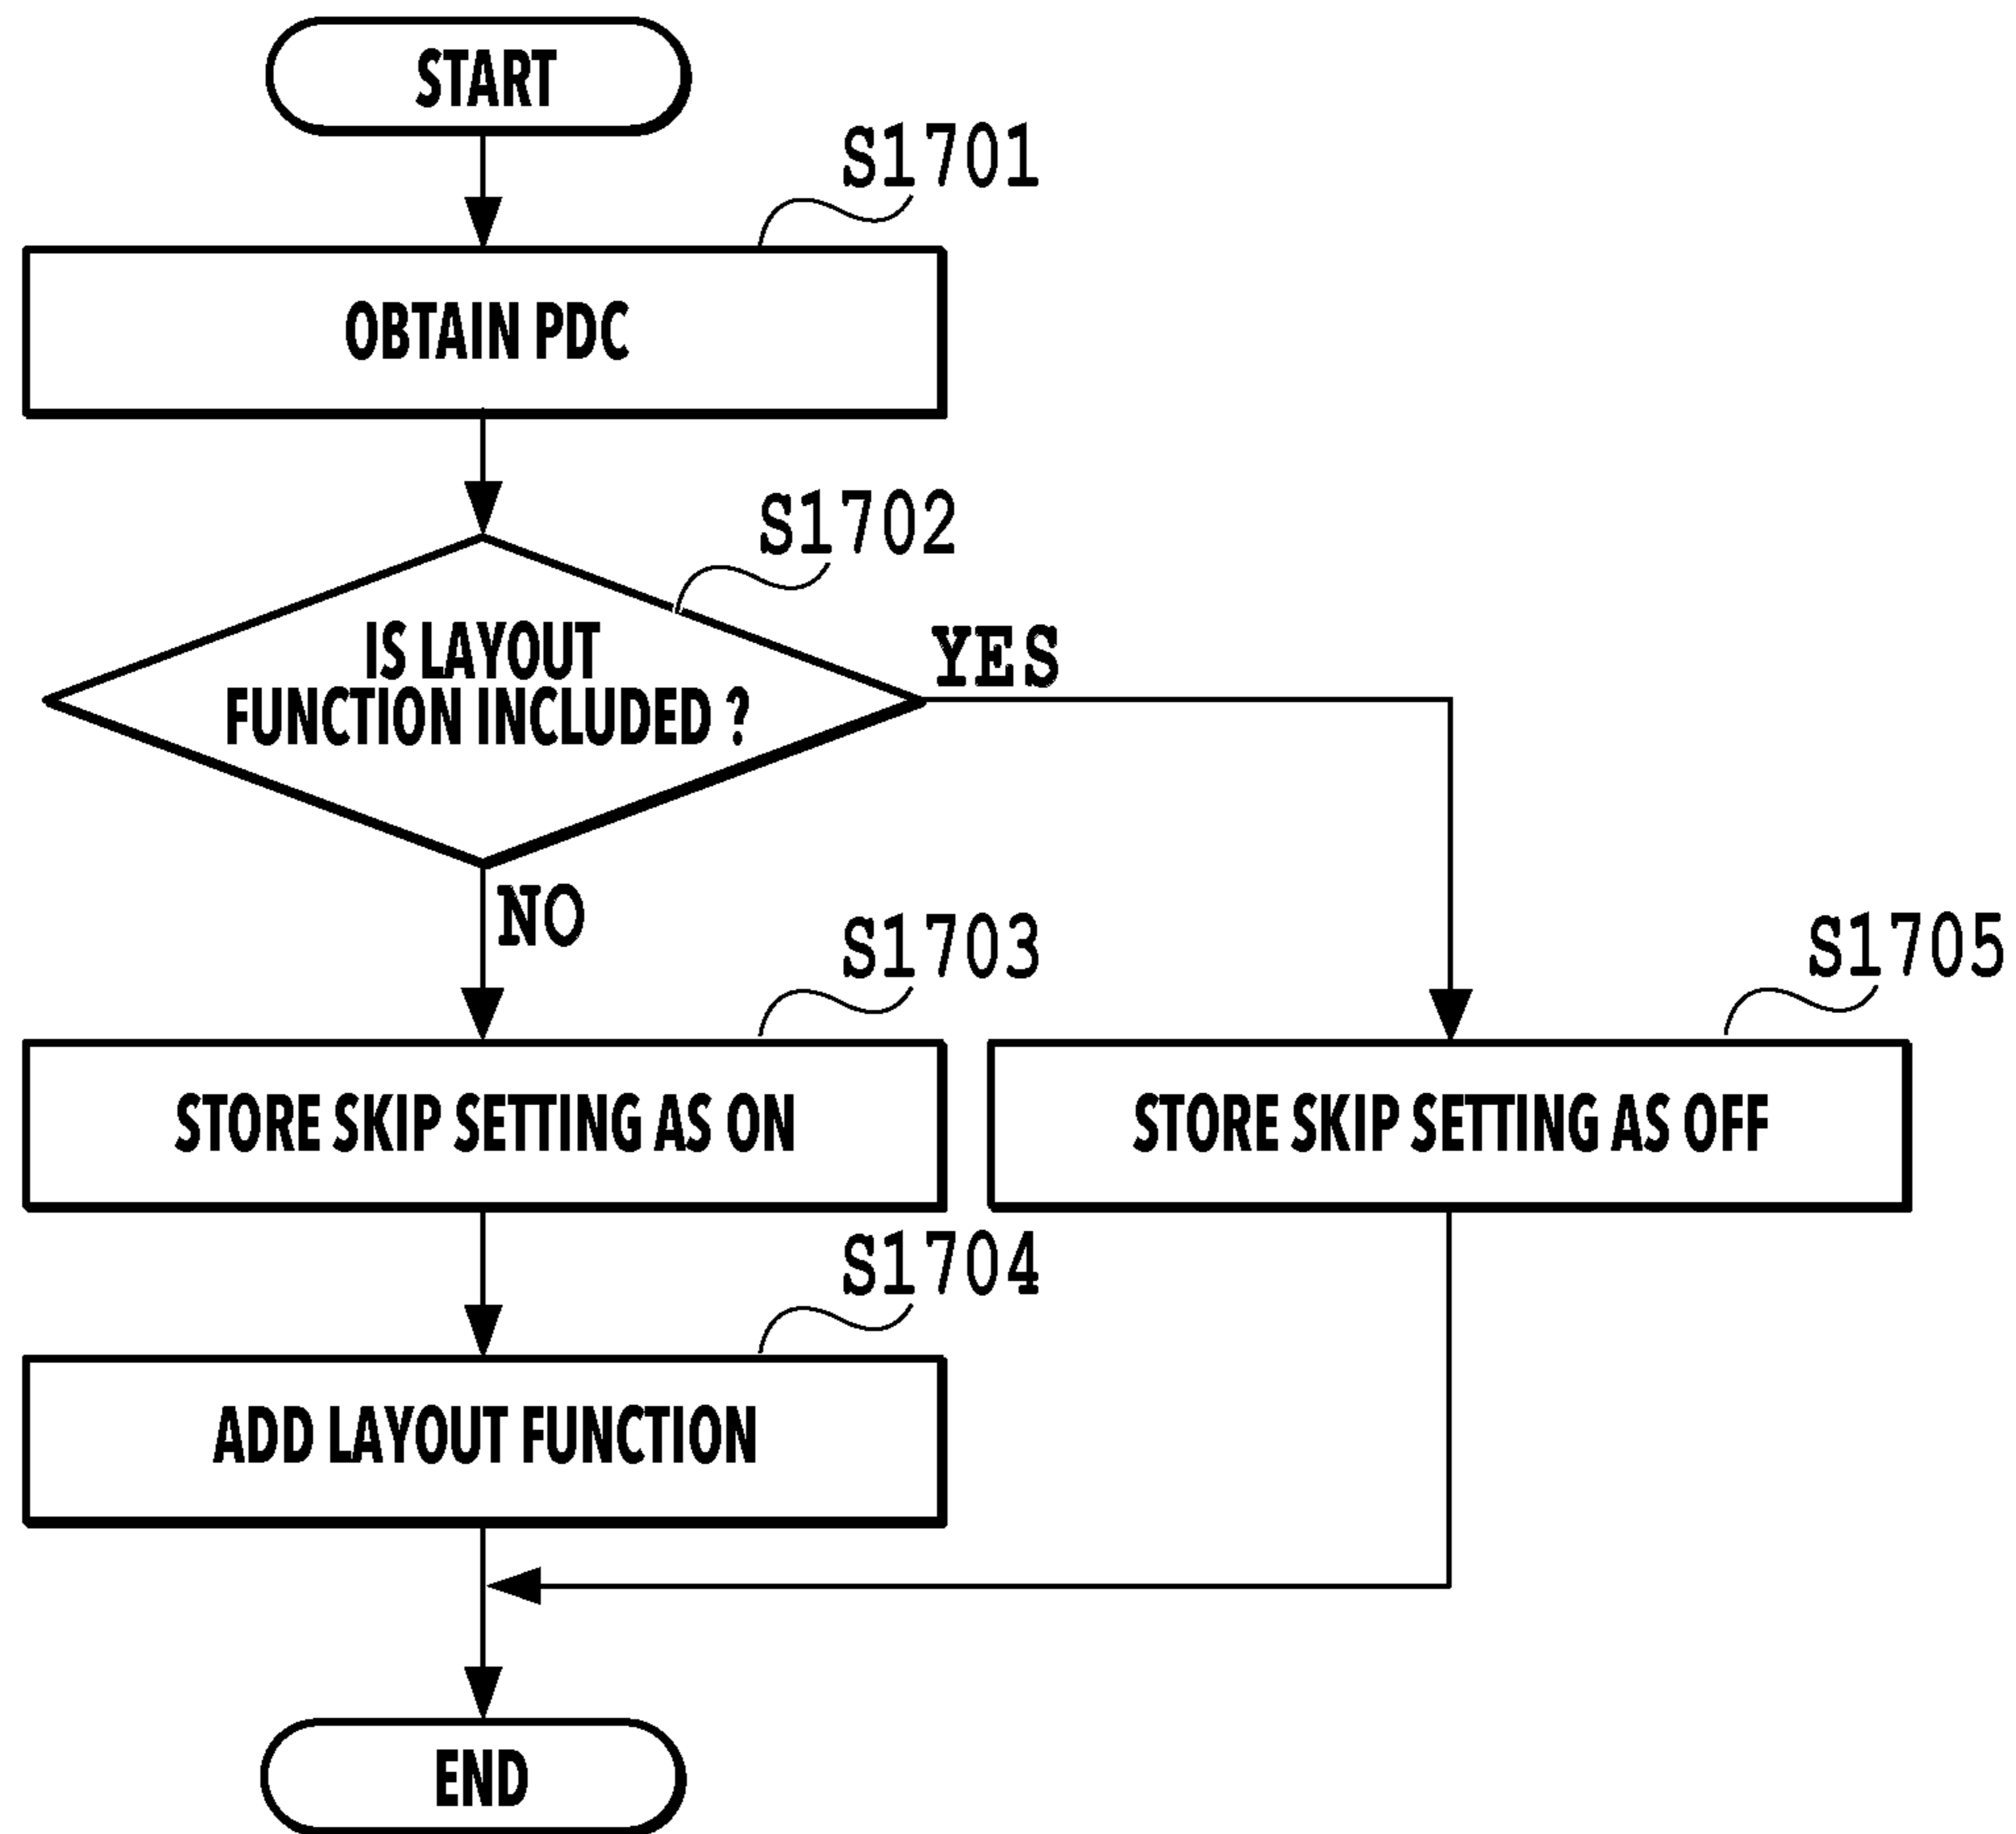 START
S1701
OBTAIN PDC
S1702
IS LAYOUT
FUNCTION INCLUDED ?
YES
NO
S1703
STORE SKIP SETTING AS ON
S1705
STORE SKIP SETTING AS OFF
S1704
ADD LAYOUT FUNCTION
END